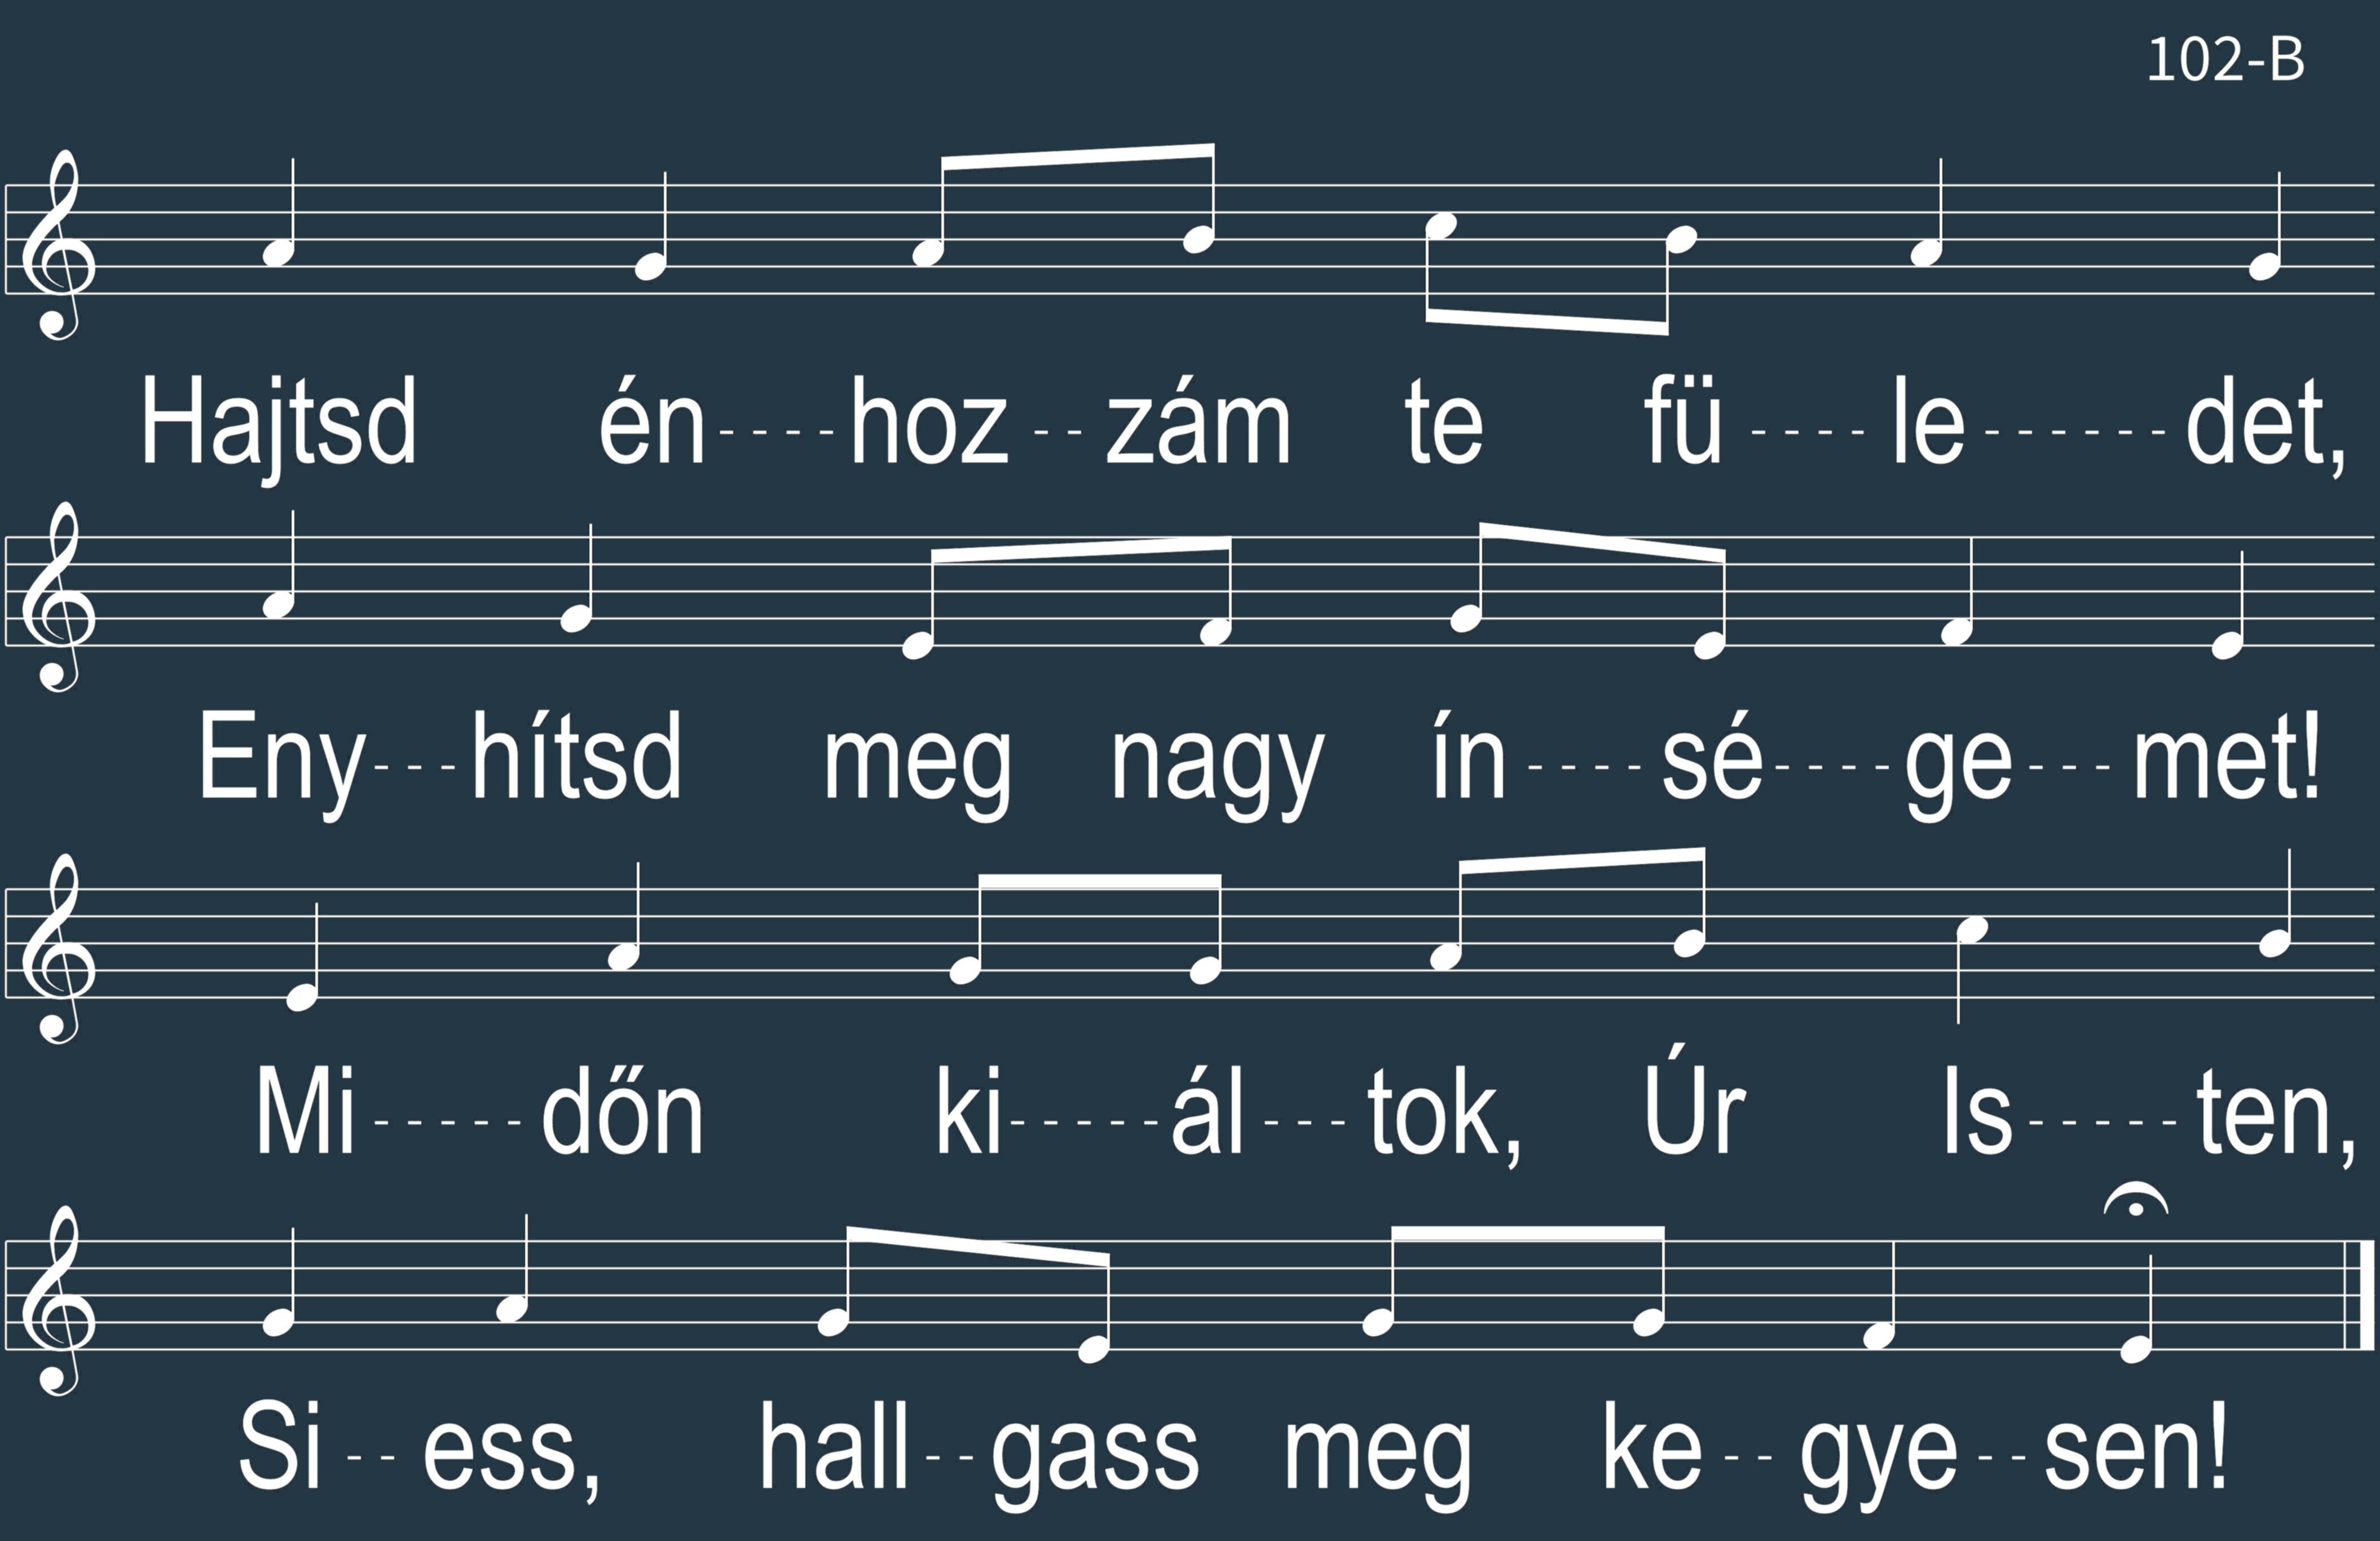 102-B
Hajtsd én----hoz--zám te fü----le------det,
Eny---hítsd meg nagy ín----sé----ge---met!
Mi-----dőn ki-----ál---tok, Úr Is-----ten,
Si--ess, hall--gass meg ke--gye--sen!